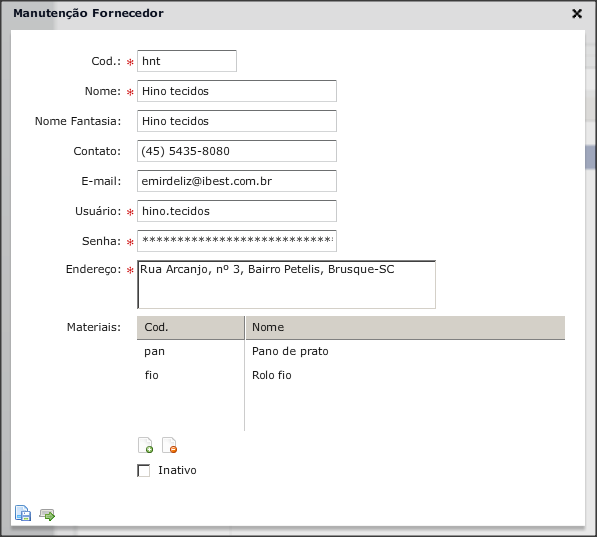 Manutenção Fornecedor
Cod.: * hnt
Nome: * Hino tecidos
Nome Fantasia: Hino tecidos
Contato: (45) 5435-8080
E-mail: emirdeliz@ibest.com.br
Usuário: * hino.tecidos
Senha: * ***************************
Endereço: * Rua Arcanjo, nº 3, Bairro Petelis, Brusque-SC
Materiais: Cod. Nome
pan Pano de prato
fio Rolo fio
Inativo